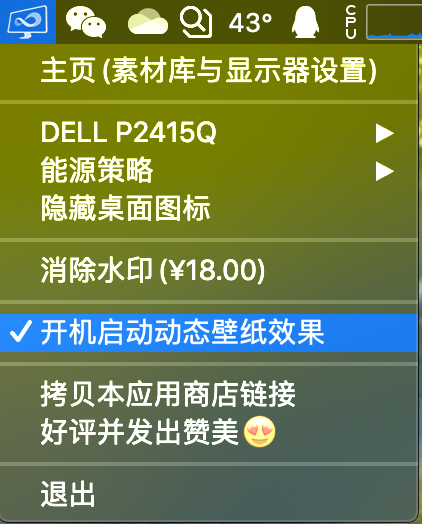 43°
CPU
主页(素材库与显示器设置)
DELL P2415Q
能源策略
隐藏桌面图标
消除水印(¥18.00)
开机启动动态壁纸效果
拷贝本应用商店链接
好评并发出赞美😍
退出